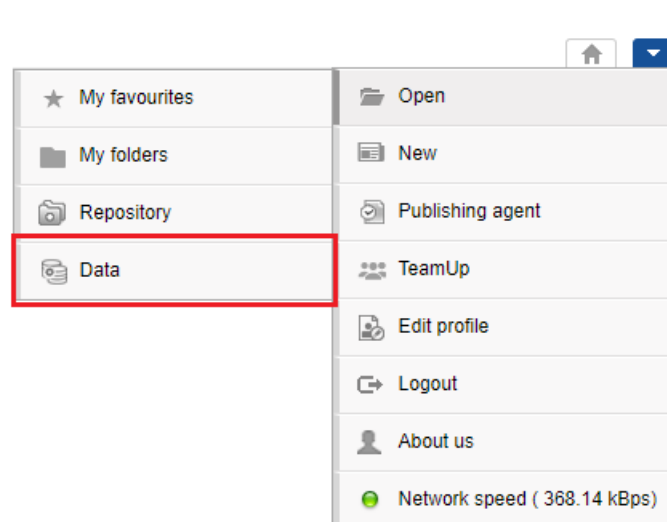 My favourites
My folders
Repository
Data
Open
New
Publishing agent
TeamUp
Edit profile
Logout
About us
Network speed ( 368.14 kBps)